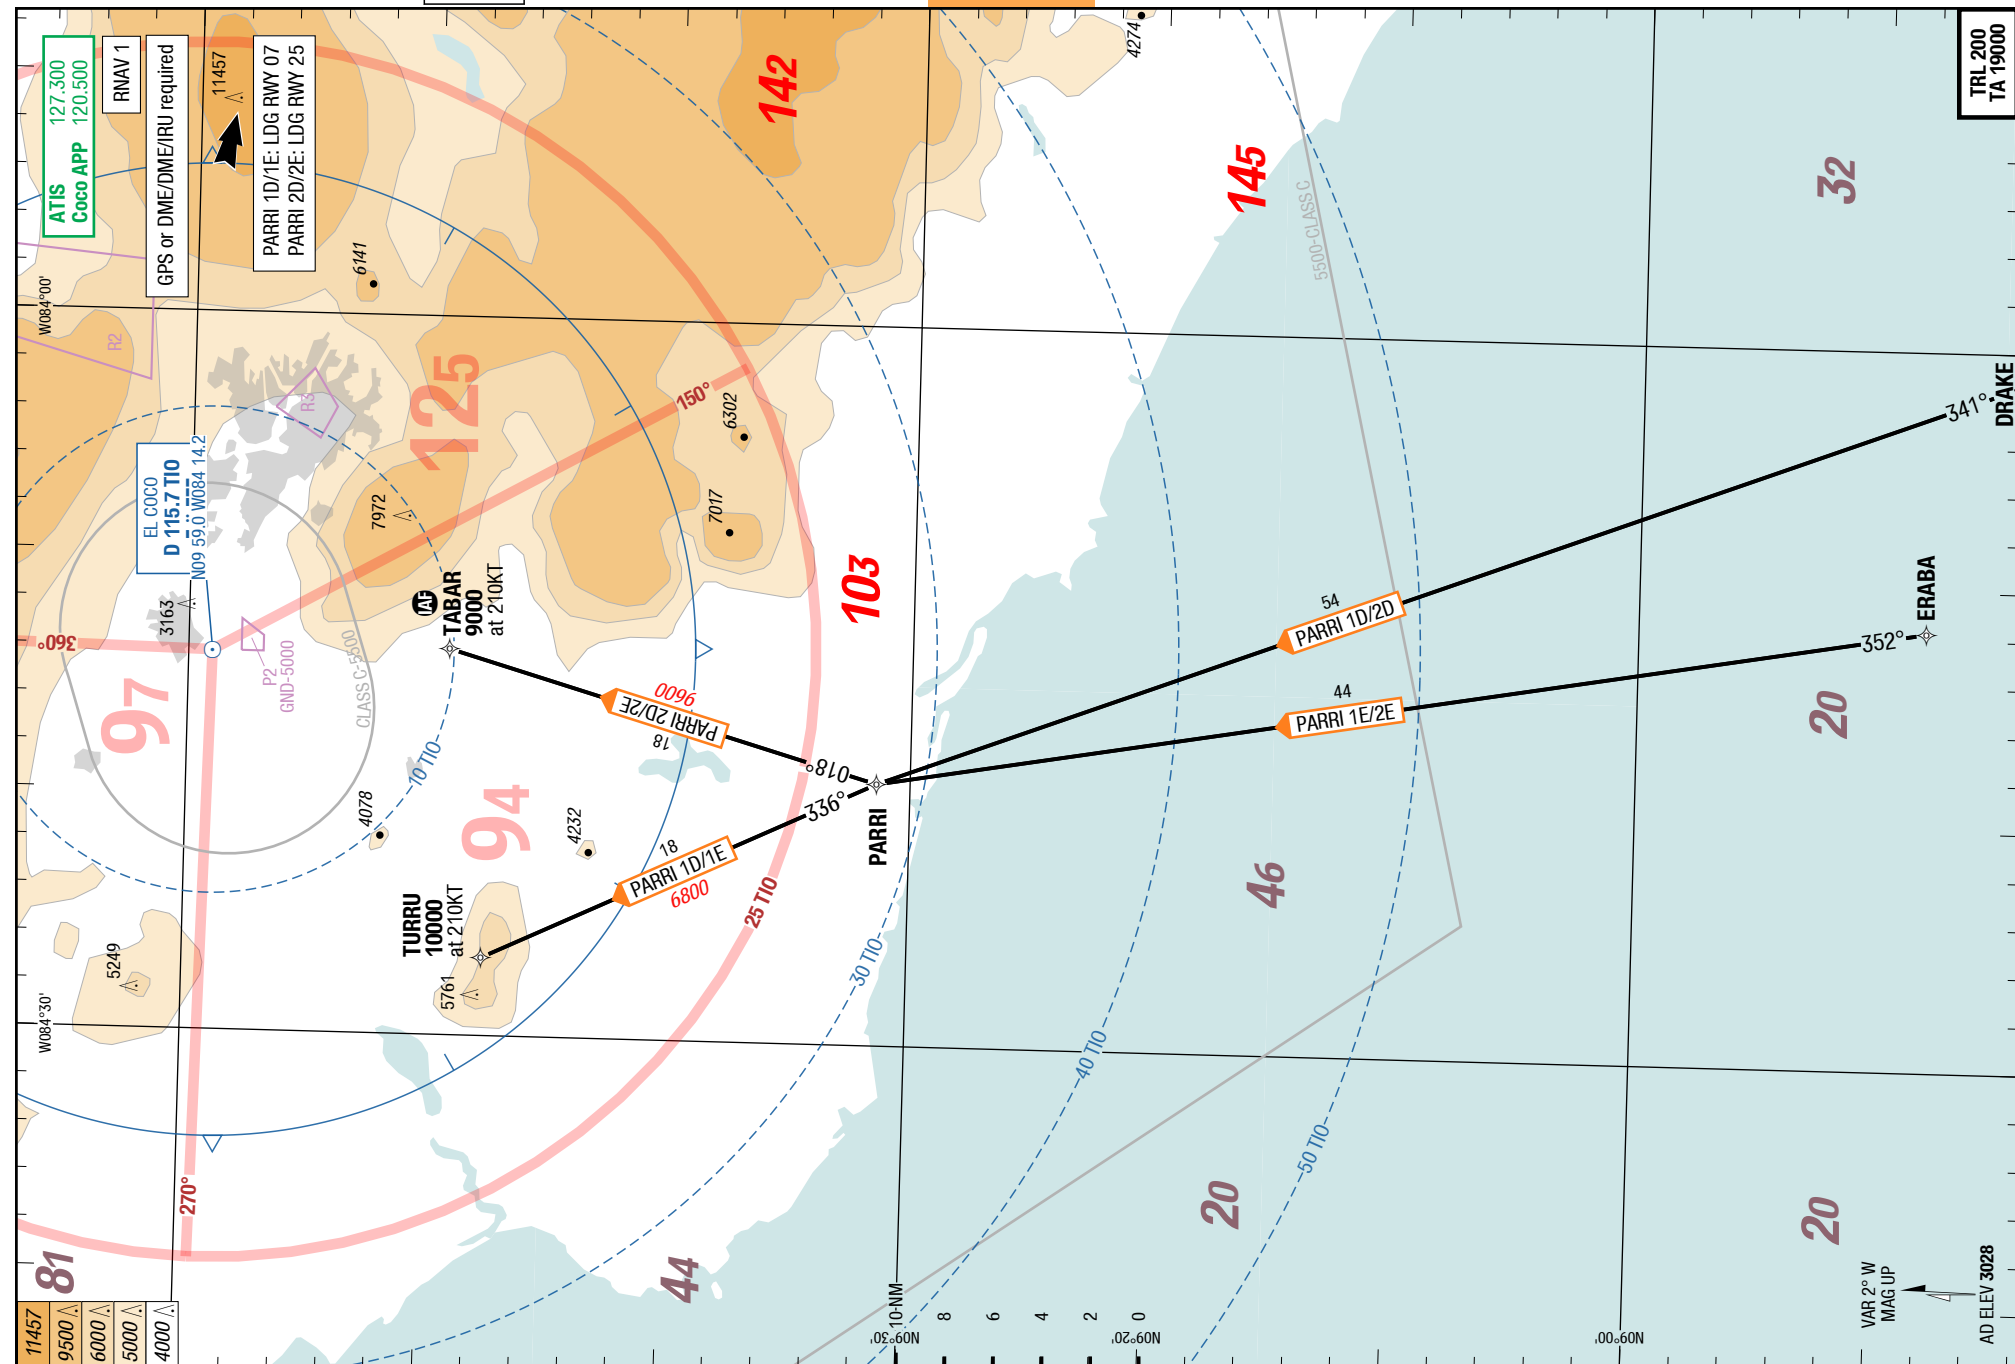 ATIS 127.300
Coco APP 120.500
RNAV 1
GPS or DME/DME/IRU required
PARRI 1D/1E: LDG RWY 07
PARRI 2D/2E: LDG RWY 25
TRL 200
TA 19000
11457
142
4274
145
32
5500-CLASS C
W084°00'
6141
R2
R3
125
150°
6302
7017
7972
EL COCO
D 115.7 TIO
N09 59.0 W084 14.2
3163
360°
P2
GND-5000
CLASS C-5500
97
10 TIO
IAF
TABAR
9000
at 210KT
103
9600
PARRI 2D/2E
18
018°
336°
PARRI
18
PARRI 1D/1E
6800
TURRU
10000
at 210KT
94
4078
4232
5249
5761
25 TIO
30 TIO
40 TIO
50 TIO
54
PARRI 1D/2D
341°
DRAKE
44
PARRI 1E/2E
352°
ERABA
20
46
W084°30'
270°
81
44
20
20
11457
9500
6000
5000
4000
10-NM
8
6
4
2
0
N09°30'
N09°20'
N09°00'
VAR 2° W
MAG UP
AD ELEV 3028